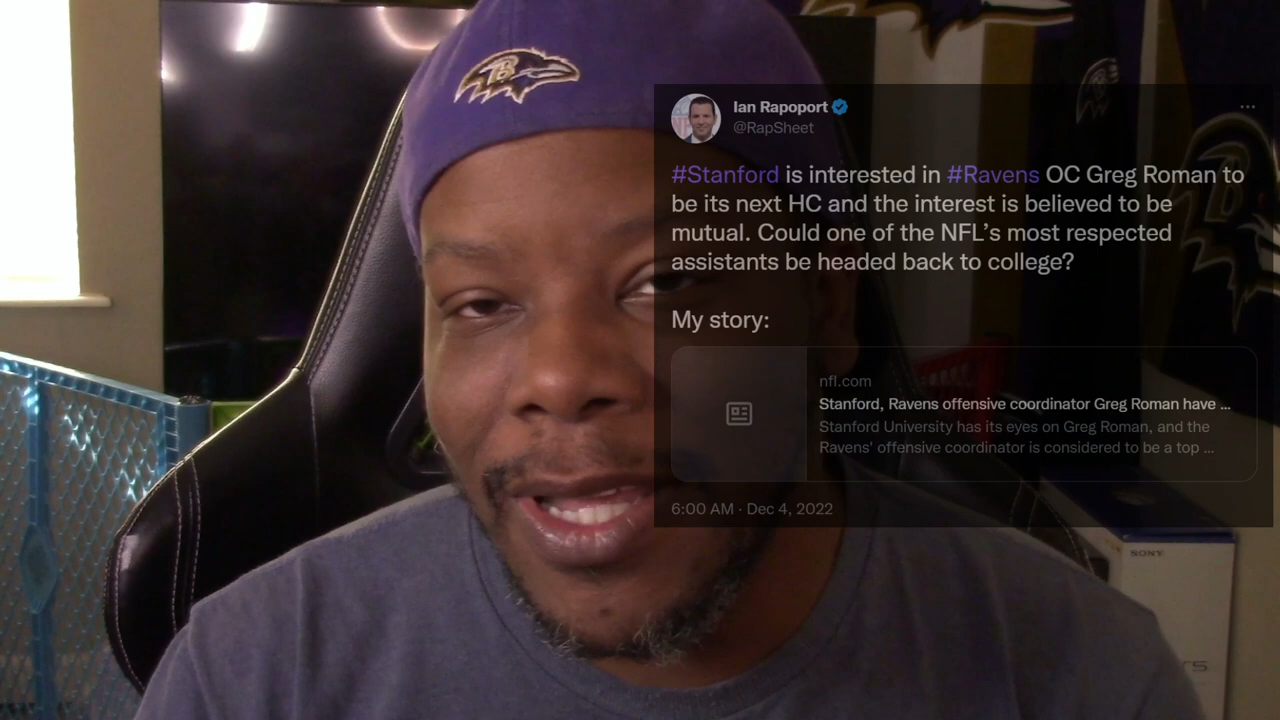 B
Ian Rapoport
@RapSheet
#Stanford is interested in #Ravens OC Greg Roman to
be its next HC and the interest is believed to be
mutual. Could one of the NFL’s most respected
assistants be headed back to college?
My story:
nfl.com
Stanford, Ravens offensive coordinator Greg Roman have ...
Stanford University has its eyes on Greg Roman, and the
Ravens' offensive coordinator is considered to be a top ...
6:00 AM · Dec 4, 2022
SONY